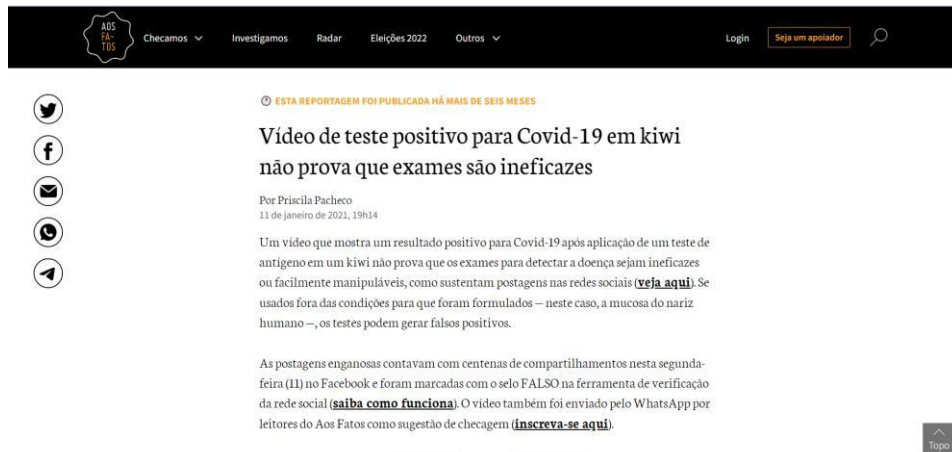 AOS
FA-
TOS
Checamos
Investigamos
Radar
Eleições 2022
Outros
Login
Seja um apoiador
ESTA REPORTAGEM FOI PUBLICADA HÁ MAIS DE SEIS MESES
Vídeo de teste positivo para Covid-19 em kiwi
não prova que exames são ineficazes
Por Priscila Pacheco
11 de janeiro de 2021, 19h14
Um vídeo que mostra um resultado positivo para Covid-19 após aplicação de um teste de
antígeno em um kiwi não prova que os exames para detectar a doença sejam ineficazes
ou facilmente manipuláveis, como sustentam postagens nas redes sociais (veja aqui). Se
usados fora das condições para que foram formulados — neste caso, a mucosa do nariz
humano —, os testes podem gerar falsos positivos.
As postagens enganosas contavam com centenas de compartilhamentos nesta segunda-
feira (11) no Facebook e foram marcadas com o selo FALSO na ferramenta de verificação
da rede social (saiba como funciona). O vídeo também foi enviado pelo WhatsApp por
leitores do Aos Fatos como sugestão de checagem (inscreva-se aqui).
Topo